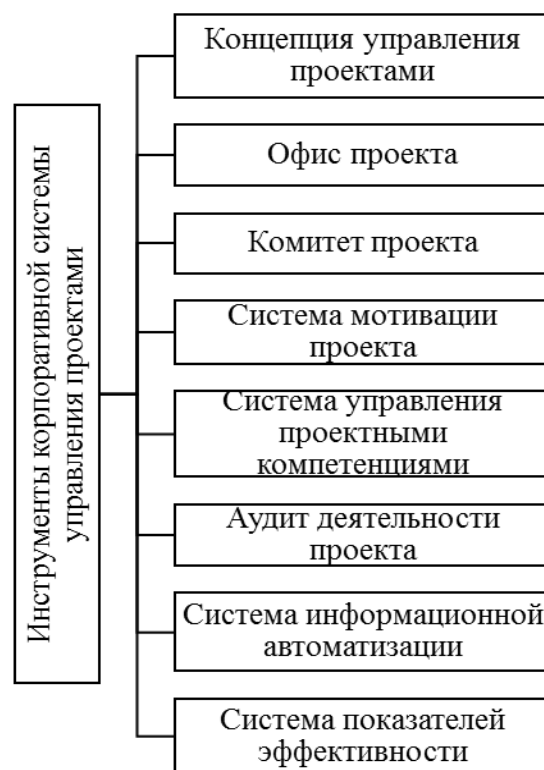 Инструменты корпоративной системы
управления проектами
Концепция управления
проектами
Офис проекта
Комитет проекта
Система мотивации
проекта
Система управления
проектными
компетенциями
Аудит деятельности
проекта
Система информационной
автоматизации
Система показателей
эффективности